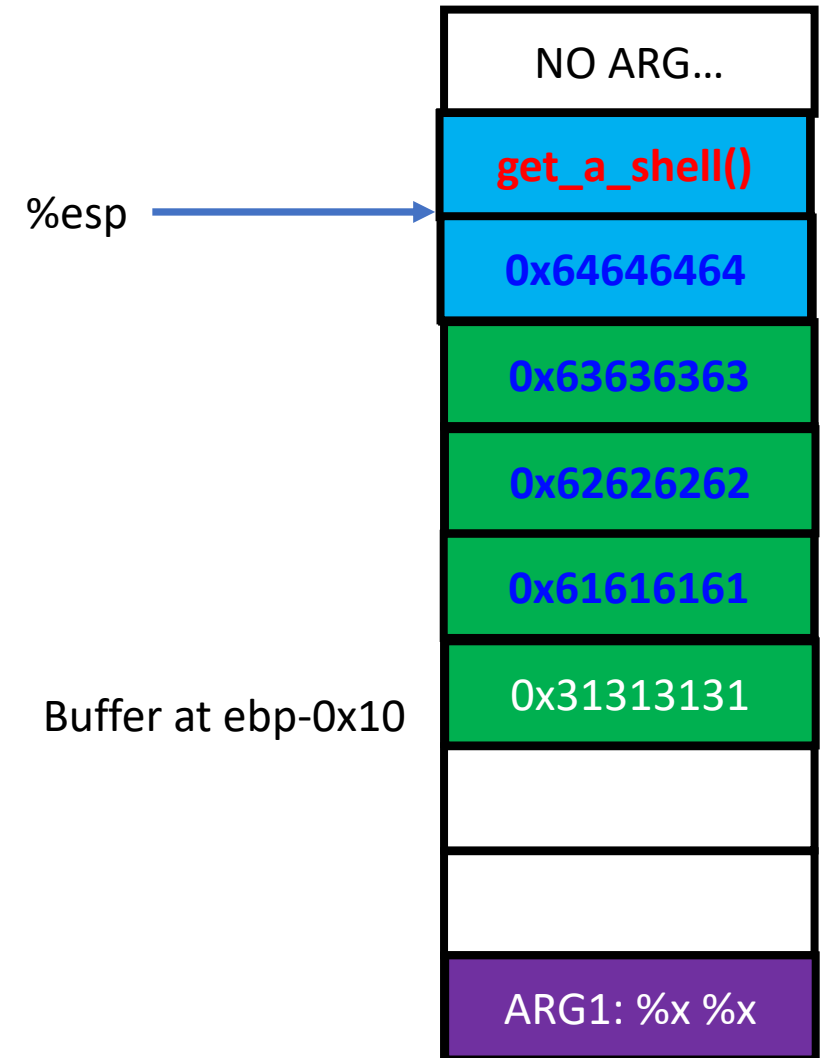 NO ARG…
get_a_shell()
%esp
0x64646464
0x63636363
0x62626262
0x61616161
0x31313131
Buffer at ebp-0x10
ARG1: %x %x